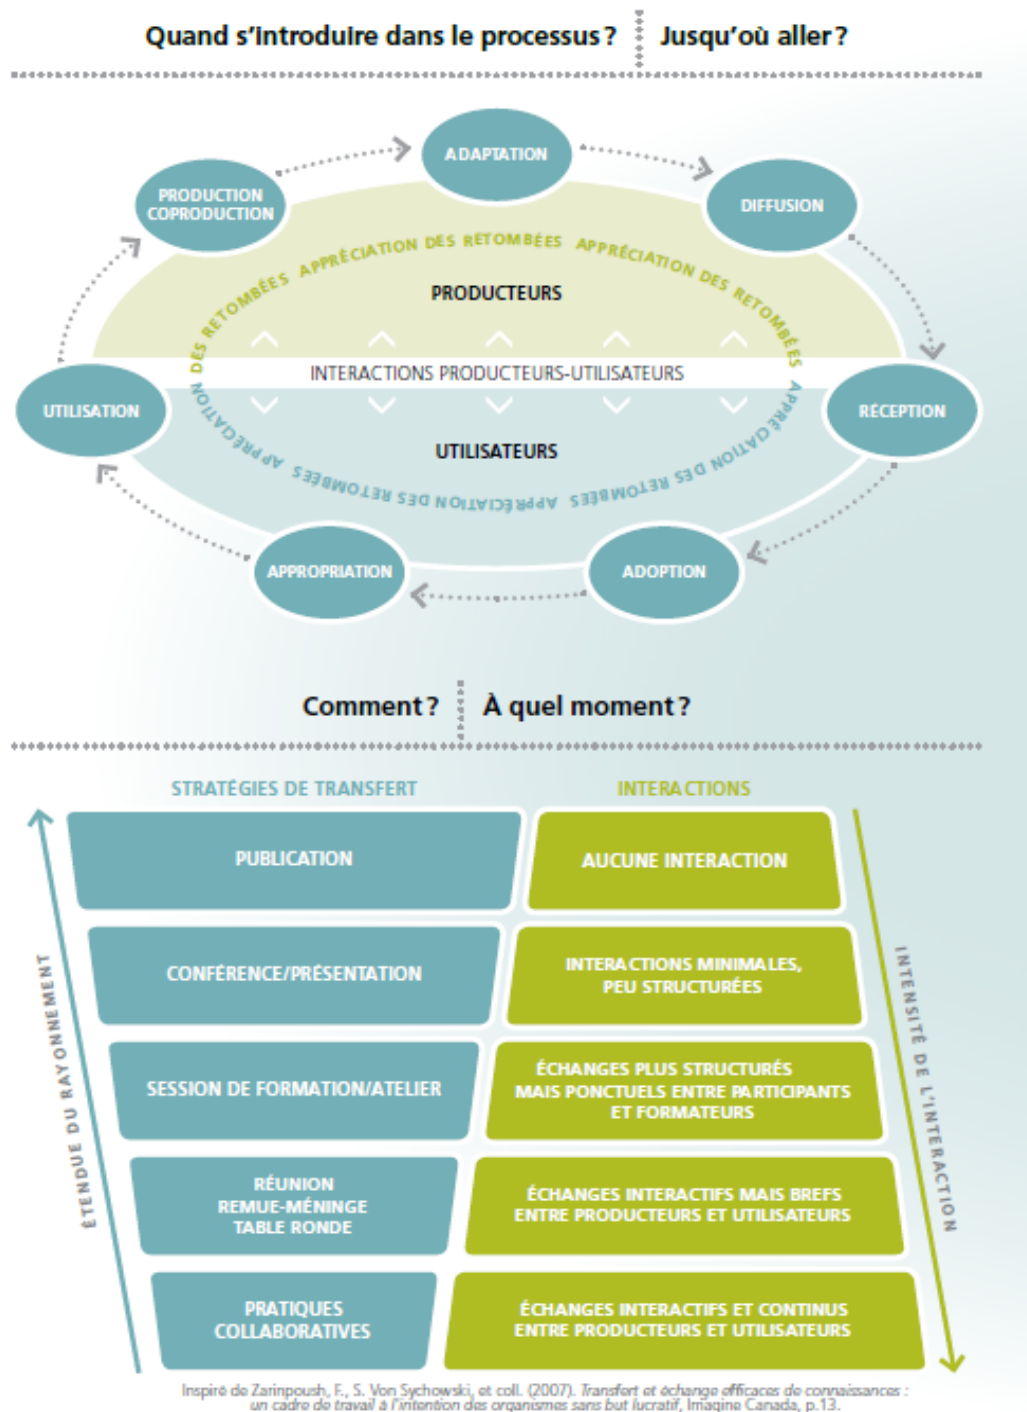 Quand s'introduire dans le processus ?
Jusqu'où aller ?
ADAPTATION
PRODUCTION
COPRODUCTION
DIFFUSION
APPRÉCIATION DES RETOMBÉES APPRÉCIATION DES RETOMBÉES APPRÉCIATION DES RETOMBÉES APPRÉCIATION DES RETOMBÉES APPRÉCIATION DES RETOMBÉES
PRODUCTEURS
INTERACTIONS PRODUCTEURS-UTILISATEURS
UTILISATION
RÉCEPTION
UTILISATEURS
APPROPRIATION
ADOPTION
Comment ?
À quel moment ?
STRATÉGIES DE TRANSFERT
INTERACTIONS
PUBLICATION
AUCUNE INTERACTION
CONFÉRENCE/PRÉSENTATION
INTERACTIONS MINIMALES,
PEU STRUCTURÉES
SESSION DE FORMATION/ATELIER
ÉCHANGES PLUS STRUCTURÉS
MAIS PONCTUELS ENTRE PARTICIPANTS
ET FORMATEURS
RÉUNION
REMUE-MÉNINGE
TABLE RONDE
ÉCHANGES INTERACTIFS MAIS BREFS
ENTRE PRODUCTEURS ET UTILISATEURS
PRATIQUES
COLLABORATIVES
ÉCHANGES INTERACTIFS ET CONTINUS
ENTRE PRODUCTEURS ET UTILISATEURS
ÉTENDUE DU RAYONNEMENT
INTENSITÉ DE L'INTERACTION
Inspiré de Zarinpoush, F., S. Von Sychowski, et coll. (2007). Transfert et échange efficaces de connaissances :
un cadre de travail à l'intention des organismes sans but lucratif, Imagine Canada, p.13.